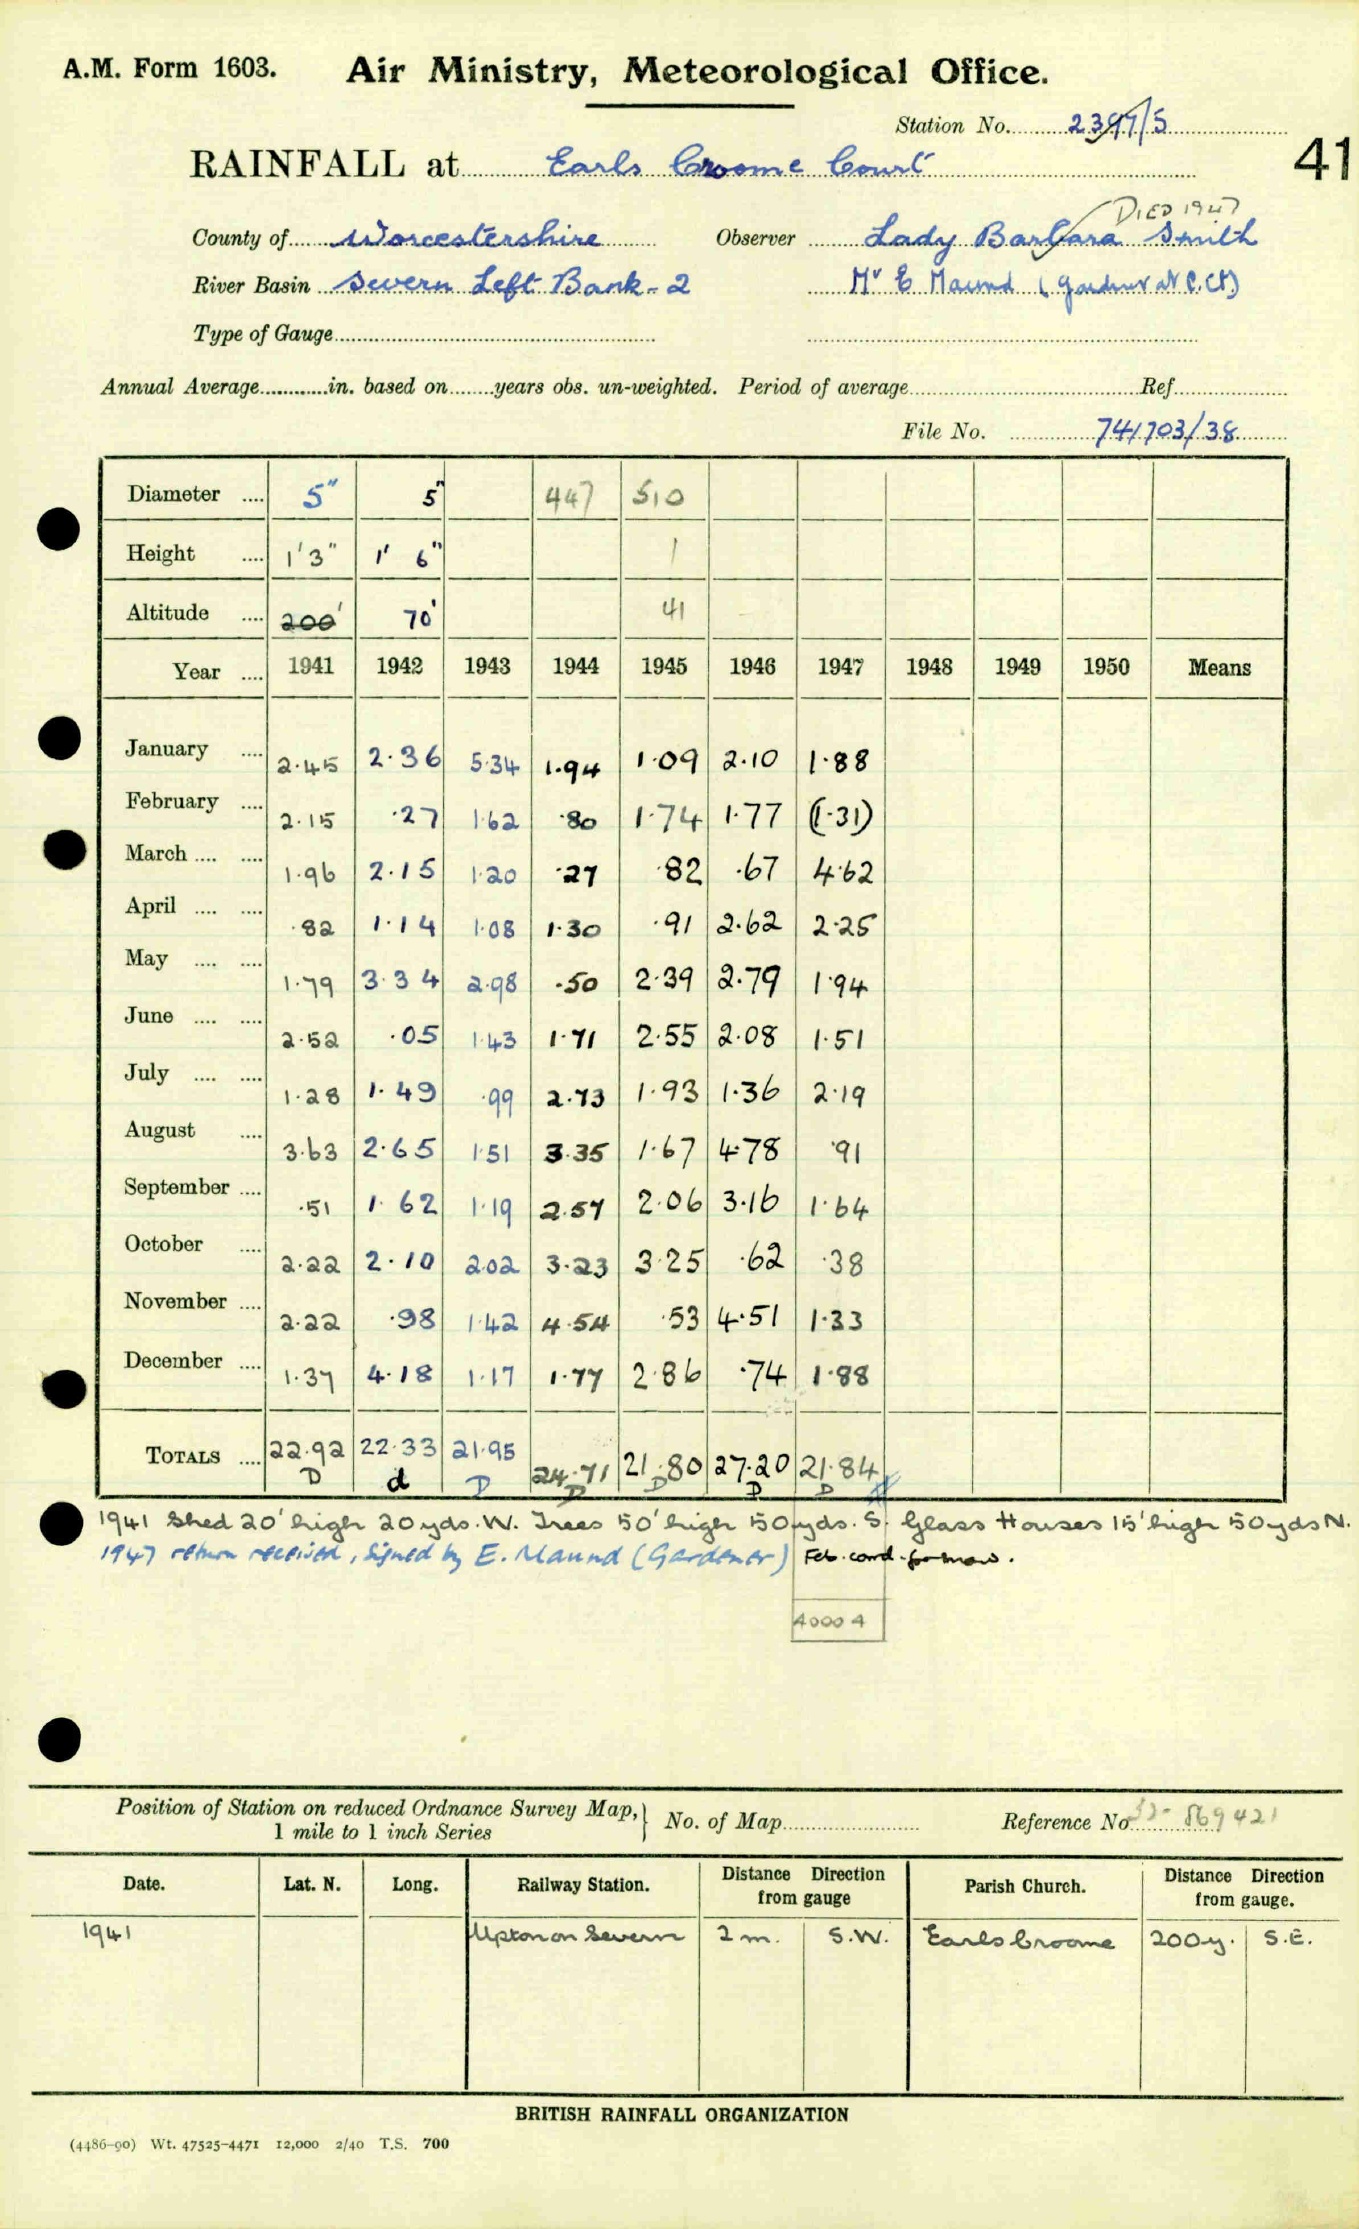 A.M. Form 1603. Air Ministry, Meteorological Office.
Station No. 2397/5
RAINFALL at Earls Croome Court 41
DIED 1947
County of Worcestershire Observer Lady Barbara Smith
River Basin Severn Left Bank-2 Mr E Maund (Gardener at C. Ct)
Type of Gauge
Annual Average in. based on years obs. un-weighted. Period of average Ref
File No. 741703/38
Diameter 5" 5" 447 510
Height 1'3" 1' 6" 1
Altitude 200' 70' 41
Year 1941 1942 1943 1944 1945 1946 1947 1948 1949 1950 Means
January 2.45 2.36 5.34 1.94 1.09 2.10 1.88
February 2.15 .27 1.62 .80 1.74 1.77 (1.31)
March 1.96 2.15 1.20 .27 .82 .67 4.62
April .82 1.14 1.08 1.30 .91 2.62 2.25
May 1.79 3.34 2.98 .50 2.39 2.79 1.94
June 2.52 .05 1.43 1.71 2.55 2.08 1.51
July 1.28 1.49 .99 2.73 1.93 1.36 2.19
August 3.63 2.65 1.51 3.35 1.67 4.78 .91
September .51 1.62 1.19 2.57 2.06 3.16 1.64
October 2.22 2.10 2.02 3.23 3.25 .62 .38
November 2.22 .98 1.42 4.54 .53 4.51 1.33
December 1.37 4.18 1.17 1.77 2.86 .74 1.88
TOTALS 22.92 22.33 21.95 24.71 21.80 27.20 21.84
D d D D D D D
1941 Shed 20' high 20yds. W. Trees 50' high 50yds. S. Glass Houses 15' high 50yds N.
1947 return received, signed by E. Maund (Gardener) Feb. card
4000 4
Position of Station on reduced Ordnance Survey Map, 1 mile to 1 inch Series } No. of Map Reference No 32- 869421
Date. Lat. N. Long. Railway Station. Distance Direction from gauge Parish Church. Distance Direction from gauge.
1941 Upton on Severn 2 m. S.W. Earls Croome 200y. S.E.
BRITISH RAINFALL ORGANIZATION
(4486-90) Wt. 47525-4471 12,000 2/40 T.S. 700